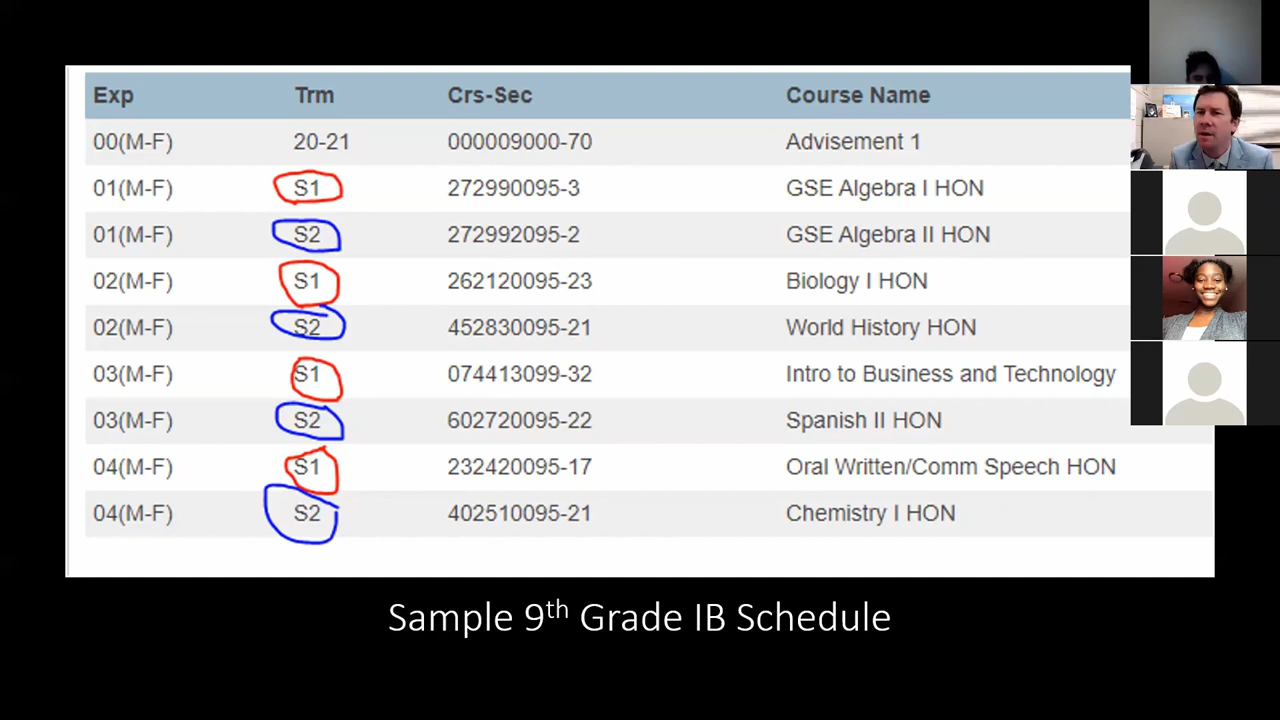 Exp Trm Crs-Sec Course Name
00(M-F) 20-21 000009000-70 Advisement 1
01(M-F) S1 272990095-3 GSE Algebra I HON
01(M-F) S2 272992095-2 GSE Algebra II HON
02(M-F) S1 262120095-23 Biology I HON
02(M-F) S2 452830095-21 World History HON
03(M-F) S1 074413099-32 Intro to Business and Technology
03(M-F) S2 602720095-22 Spanish II HON
04(M-F) S1 232420095-17 Oral Written/Comm Speech HON
04(M-F) S2 402510095-21 Chemistry I HON
Sample 9th Grade IB Schedule